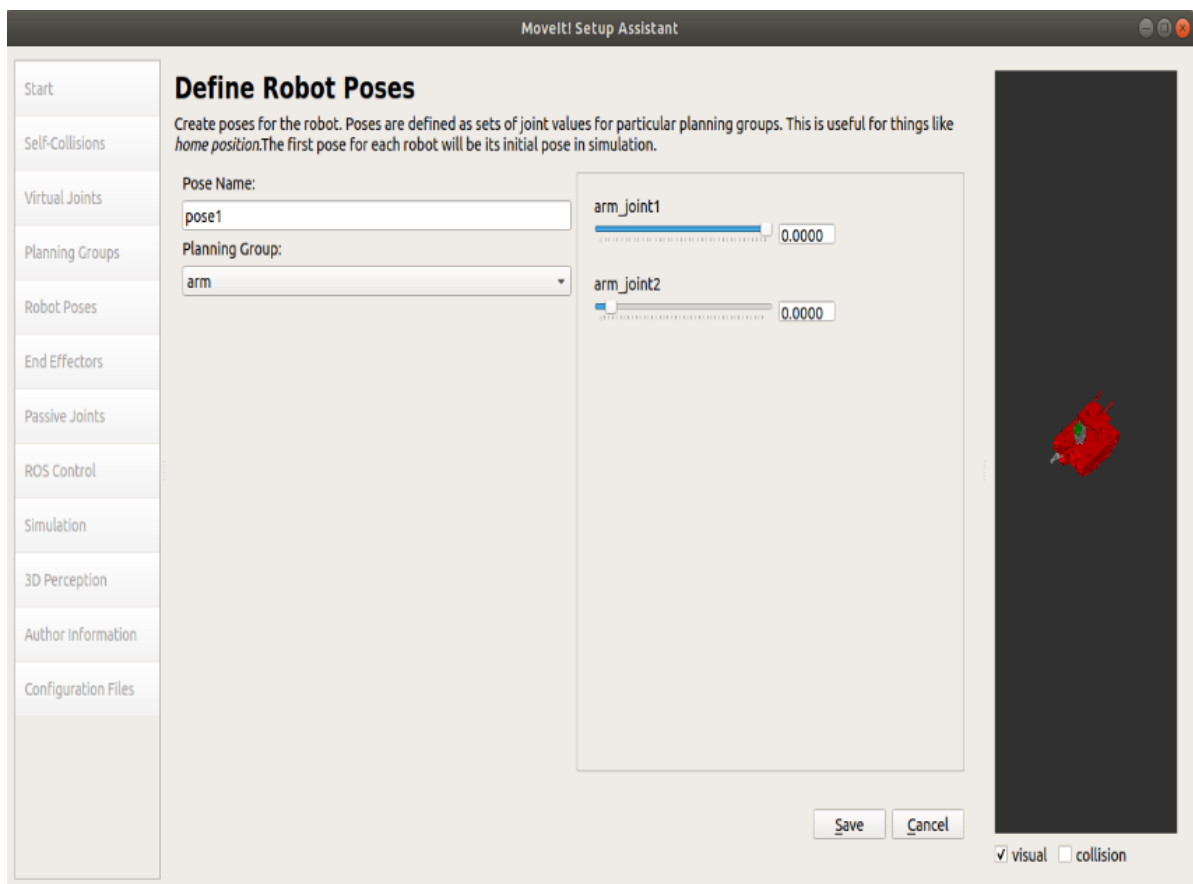 MoveIt! Setup Assistant
Start
Self-Collisions
Virtual Joints
Planning Groups
Robot Poses
End Effectors
Passive Joints
ROS Control
Simulation
3D Perception
Author Information
Configuration Files
Define Robot Poses
Create poses for the robot. Poses are defined as sets of joint values for particular planning groups. This is useful for things like
home position.The first pose for each robot will be its initial pose in simulation.
Pose Name:
pose1
Planning Group:
arm
arm_joint1
0.0000
arm_joint2
0.0000
Save
Cancel
visual
collision